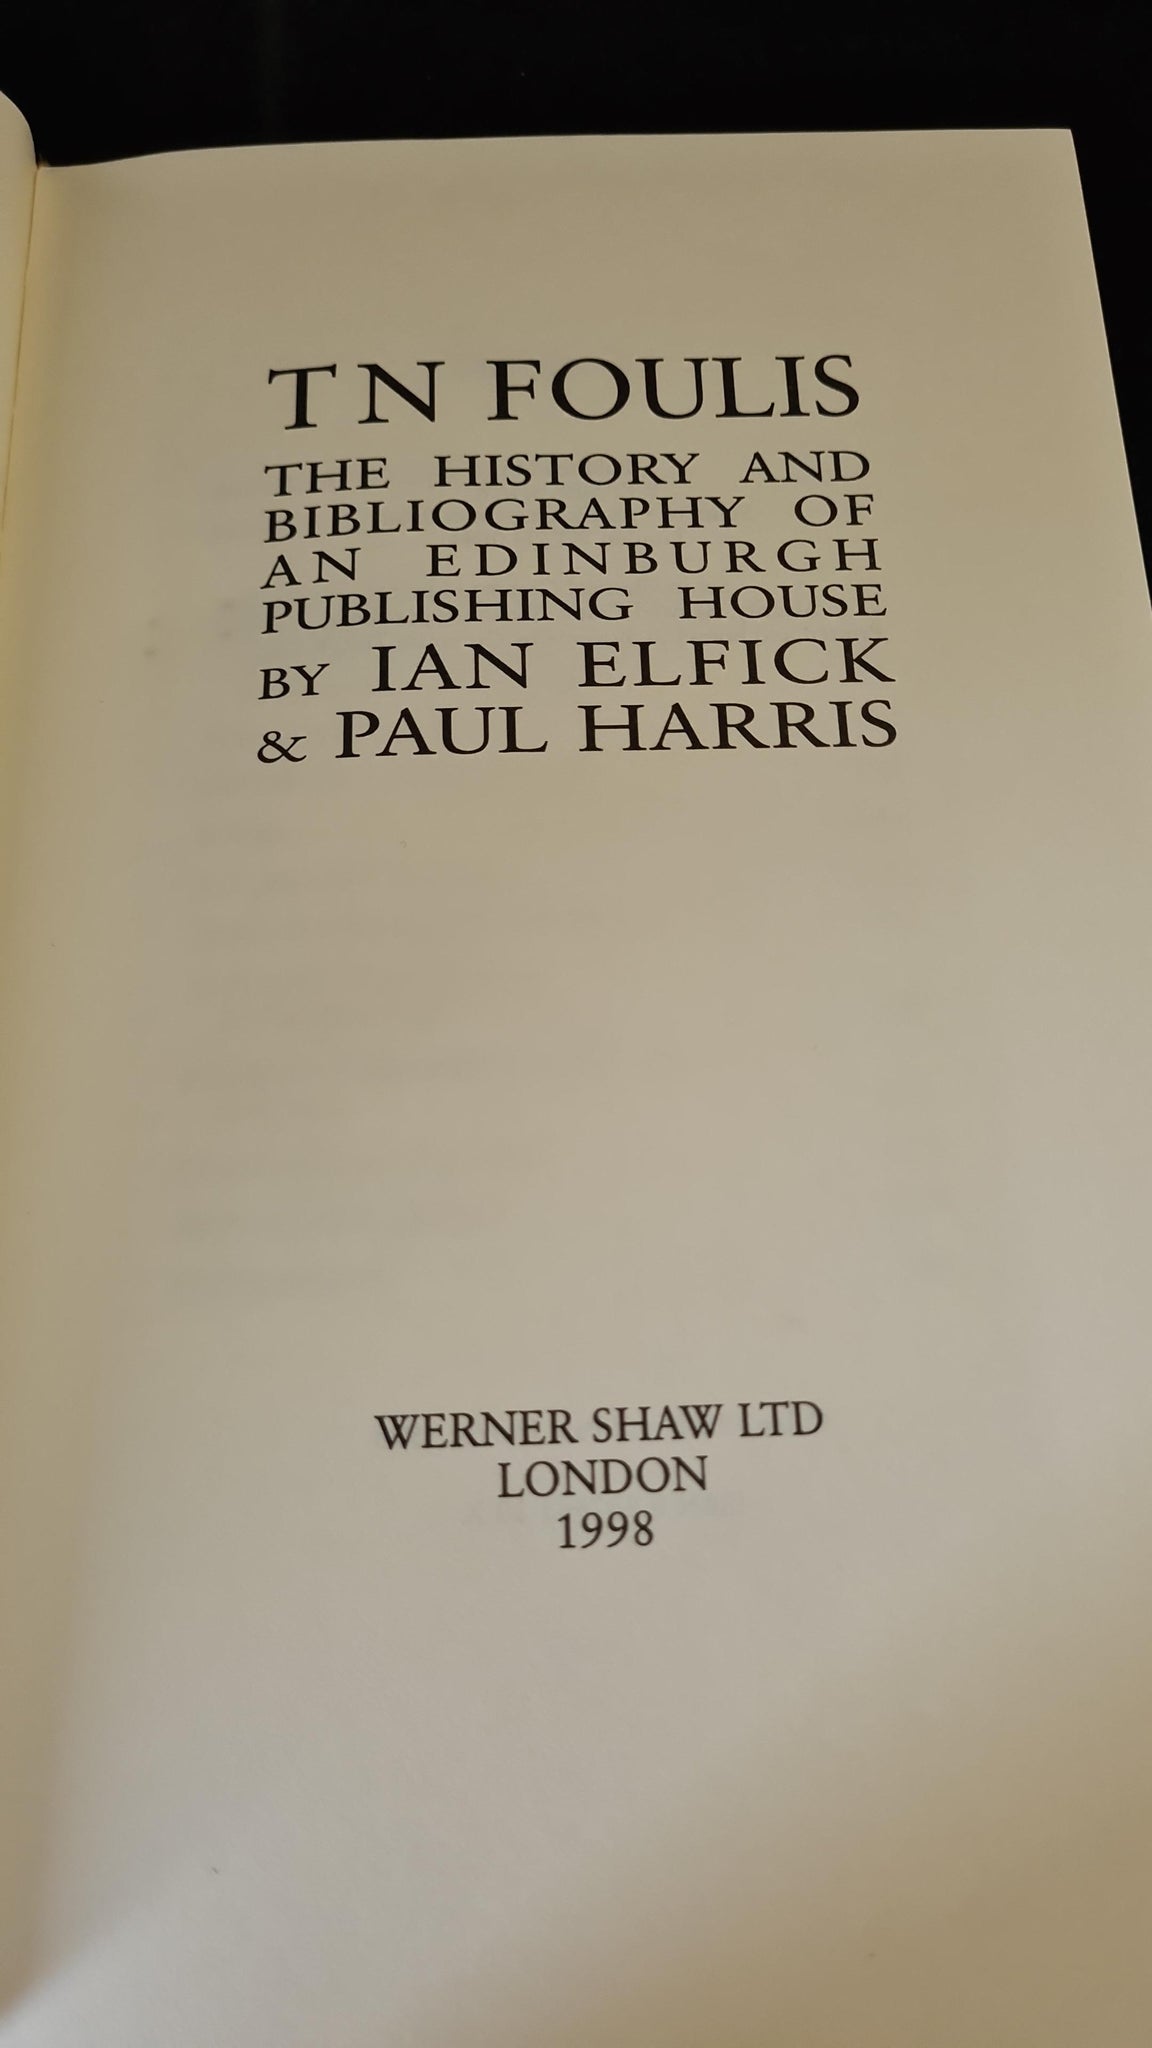 TN FOULIS
THE HISTORY AND
BIBLIOGRAPHY OF
AN EDINBURGH
PUBLISHING HOUSE
BY IAN ELFICK
& PAUL HARRIS
WERNER SHAW LTD
LONDON
1998